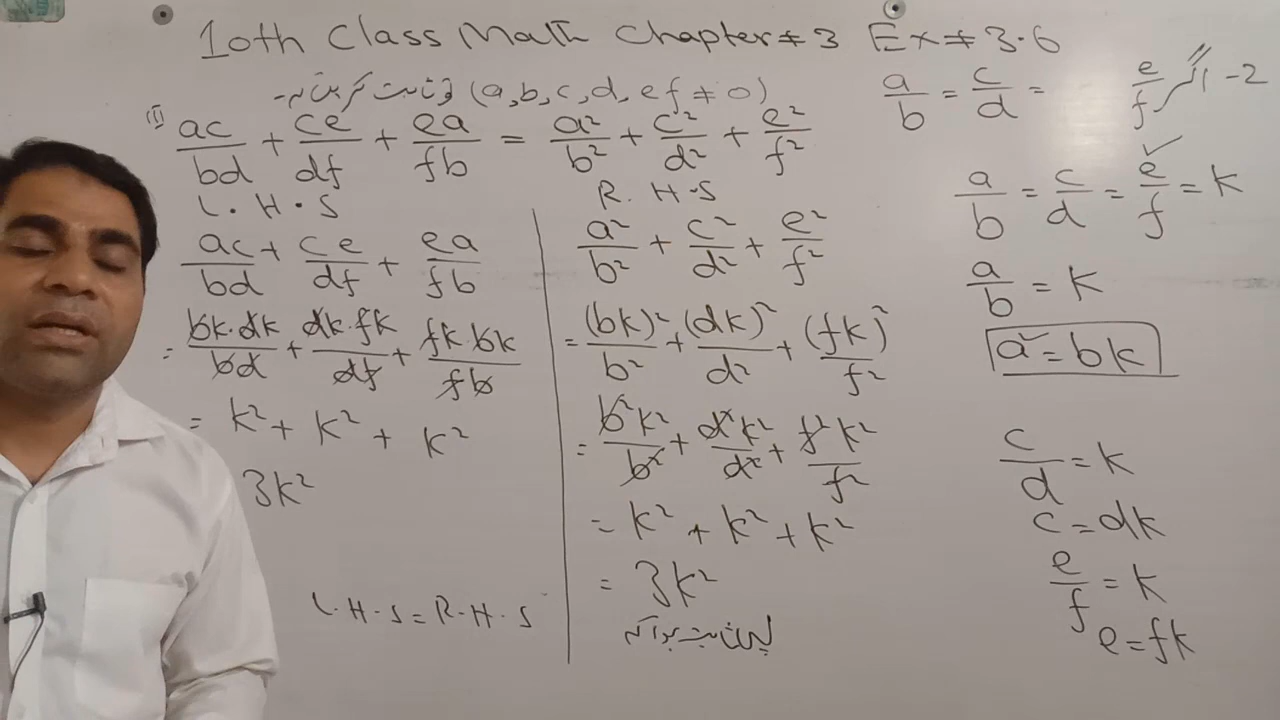 10th Class Math Chapter # 3 Ex # 3.6
2 - اگر a/b = c/d = e/f
(a, b, c, d, e, f ≠ 0) تو ثابت کریں کہ -
(i) ac/bd + ce/df + ea/fb = a²/b² + c²/d² + e²/f²
L.H.S
ac/bd + ce/df + ea/fb
= bk.dk/bd + dk.fk/df + fk.bk/fb
= k² + k² + k²
3k²
L.H.S = R.H.S
R.H.S
a²/b² + c²/d² + e²/f²
= (bk)²/b² + (dk)²/d² + (fk)²/f²
= b²k²/b² + d²k²/d² + f²k²/f²
= k² + k² + k²
= 3k²
a/b = c/d = e/f = k
a/b = k
a = bk
c/d = k
c = dk
e/f = k
e = fk